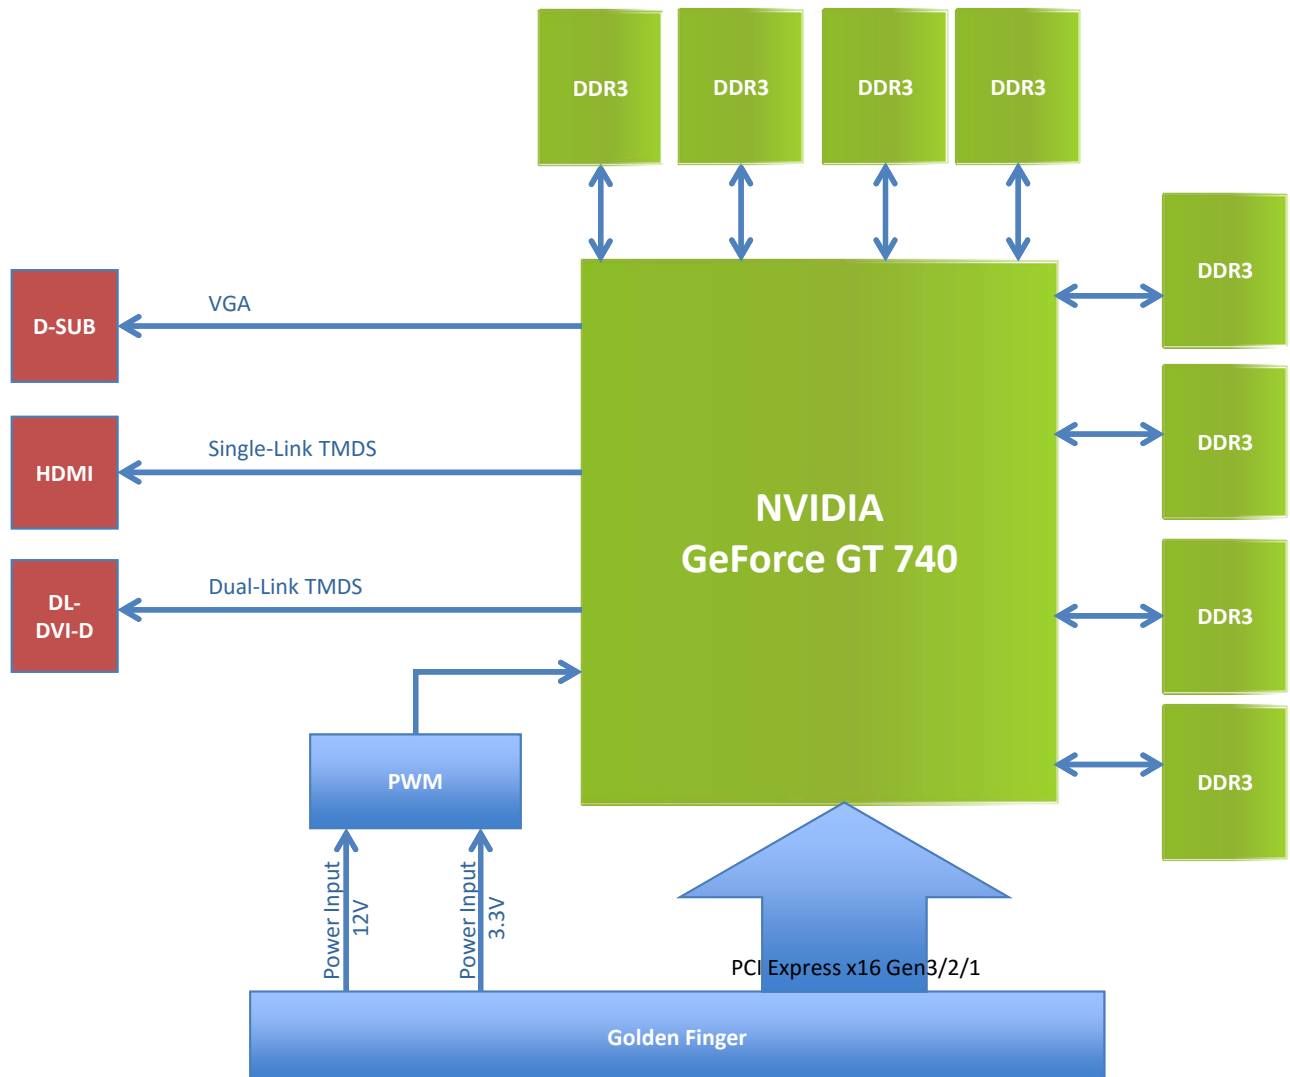 DDR3
DDR3
DDR3
DDR3
DDR3
VGA
D-SUB
DDR3
Single-Link TMDS
HDMI
NVIDIA
GeForce GT 740
Dual-Link TMDS
DL-
DVI-D
DDR3
PWM
DDR3
Power Input
12V
Power Input
3.3V
PCI Express x16 Gen3/2/1
Golden Finger